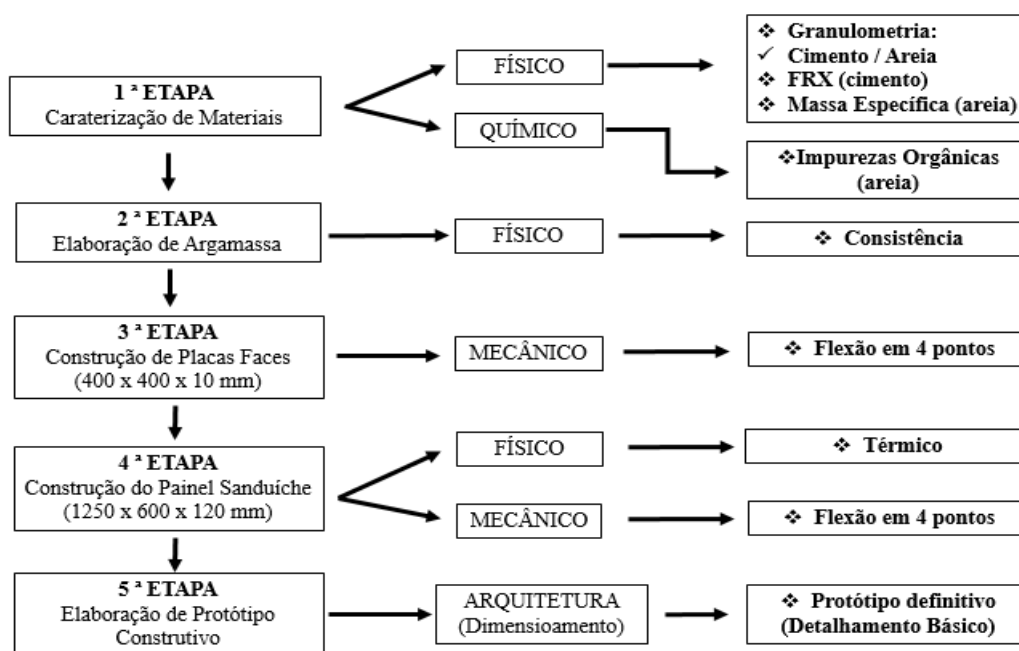 1 ª ETAPA
Caraterização de Materiais
FÍSICO
❖ Granulometria:
✓ Cimento / Areia
❖ FRX (cimento)
❖ Massa Específica (areia)
QUÍMICO
❖Impurezas Orgânicas
(areia)
2 ª ETAPA
Elaboração de Argamassa
FÍSICO
❖ Consistência
3 ª ETAPA
Construção de Placas Faces
(400 x 400 x 10 mm)
MECÂNICO
❖ Flexão em 4 pontos
4 ª ETAPA
Construção do Painel Sanduíche
(1250 x 600 x 120 mm)
FÍSICO
❖ Térmico
MECÂNICO
❖ Flexão em 4 pontos
5 ª ETAPA
Elaboração de Protótipo
Construtivo
ARQUITETURA
(Dimensioamento)
❖ Protótipo definitivo
(Detalhamento Básico)